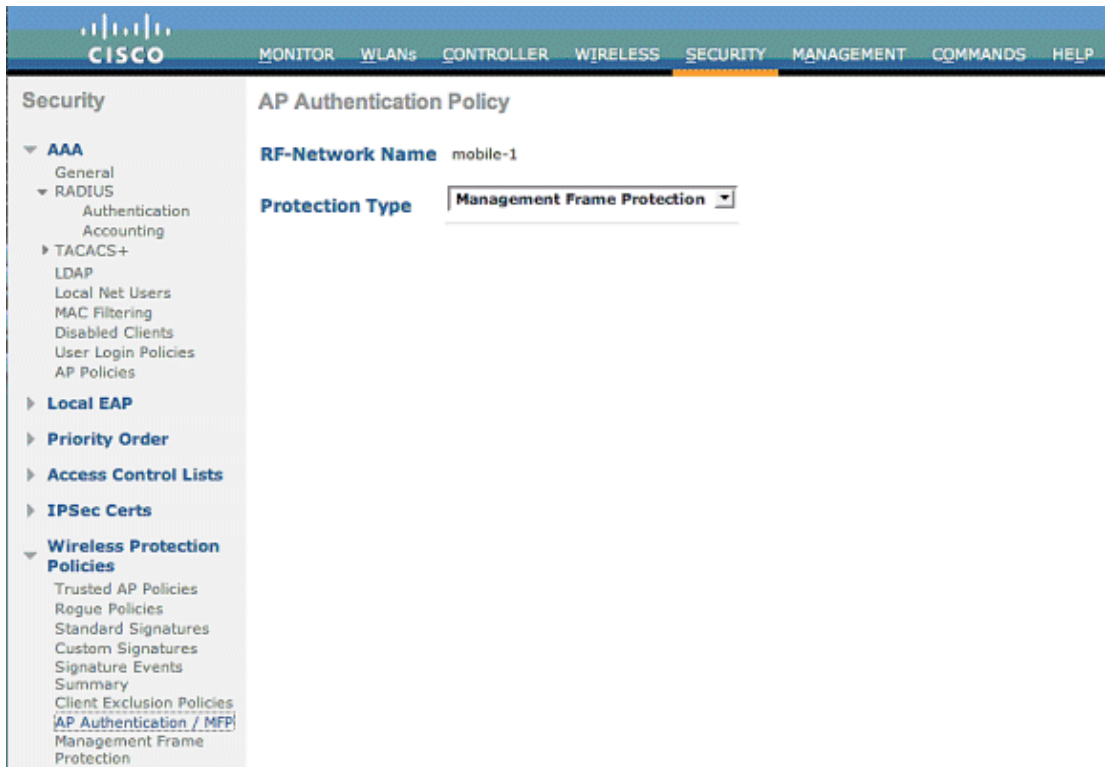 CISCO
MONITOR WLANs CONTROLLER WIRELESS SECURITY MANAGEMENT COMMANDS HELP
Security
AAA
General
RADIUS
Authentication
Accounting
TACACS+
LDAP
Local Net Users
MAC Filtering
Disabled Clients
User Login Policies
AP Policies
Local EAP
Priority Order
Access Control Lists
IPSec Certs
Wireless Protection
Policies
Trusted AP Policies
Rogue Policies
Standard Signatures
Custom Signatures
Signature Events
Summary
Client Exclusion Policies
AP Authentication / MFP
Management Frame
Protection
AP Authentication Policy
RF-Network Name mobile-1
Protection Type Management Frame Protection